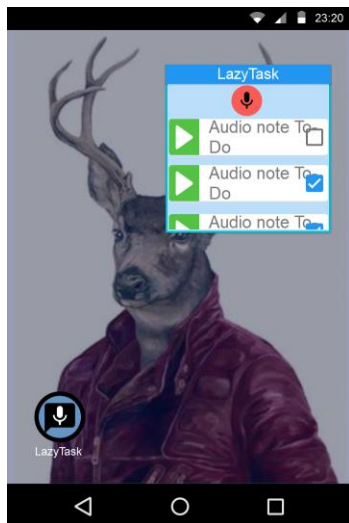 23:20
LazyTask
Audio note To
Do
Audio note To
Do
Audio note To
LazyTask